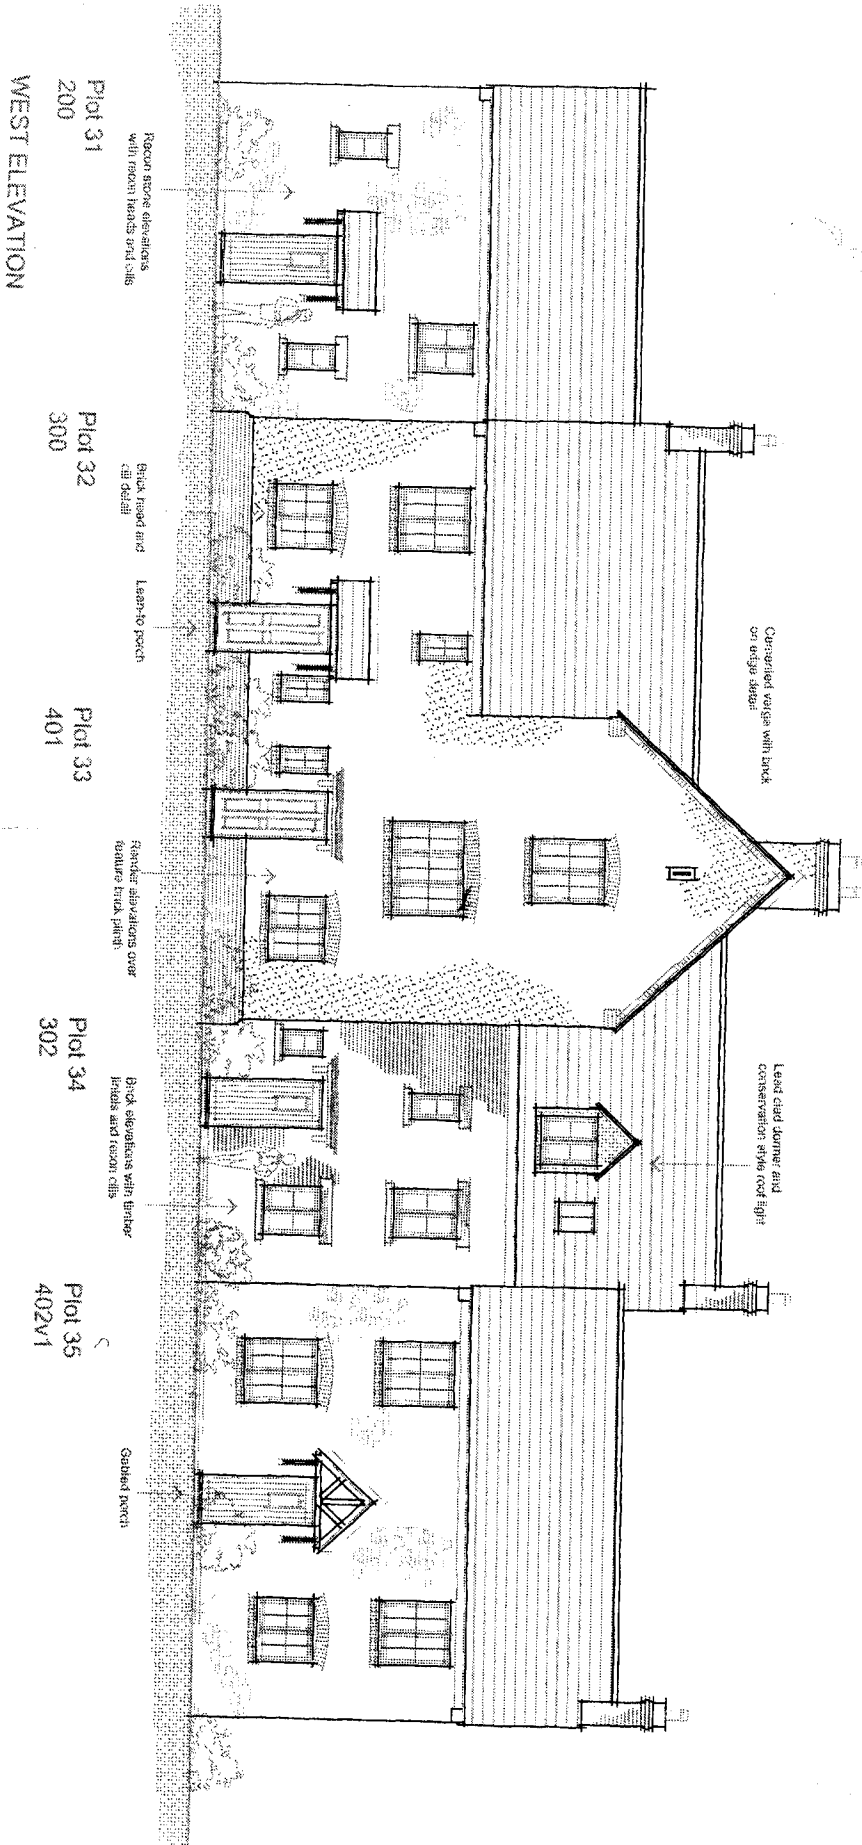 Cemented verge with brick
on edge detail
Lead clad dormer and
conservation style roof light
Recon stone elevations
with recon heads and cills
Brick head and
cill detail
Lean-to porch
Render elevations over
feature brick plinth
Brick elevations with timber
lintels and recon cills
Gabled porch
Plot 31
200
Plot 32
300
Plot 33
401
Plot 34
302
Plot 35
402V1
WEST ELEVATION